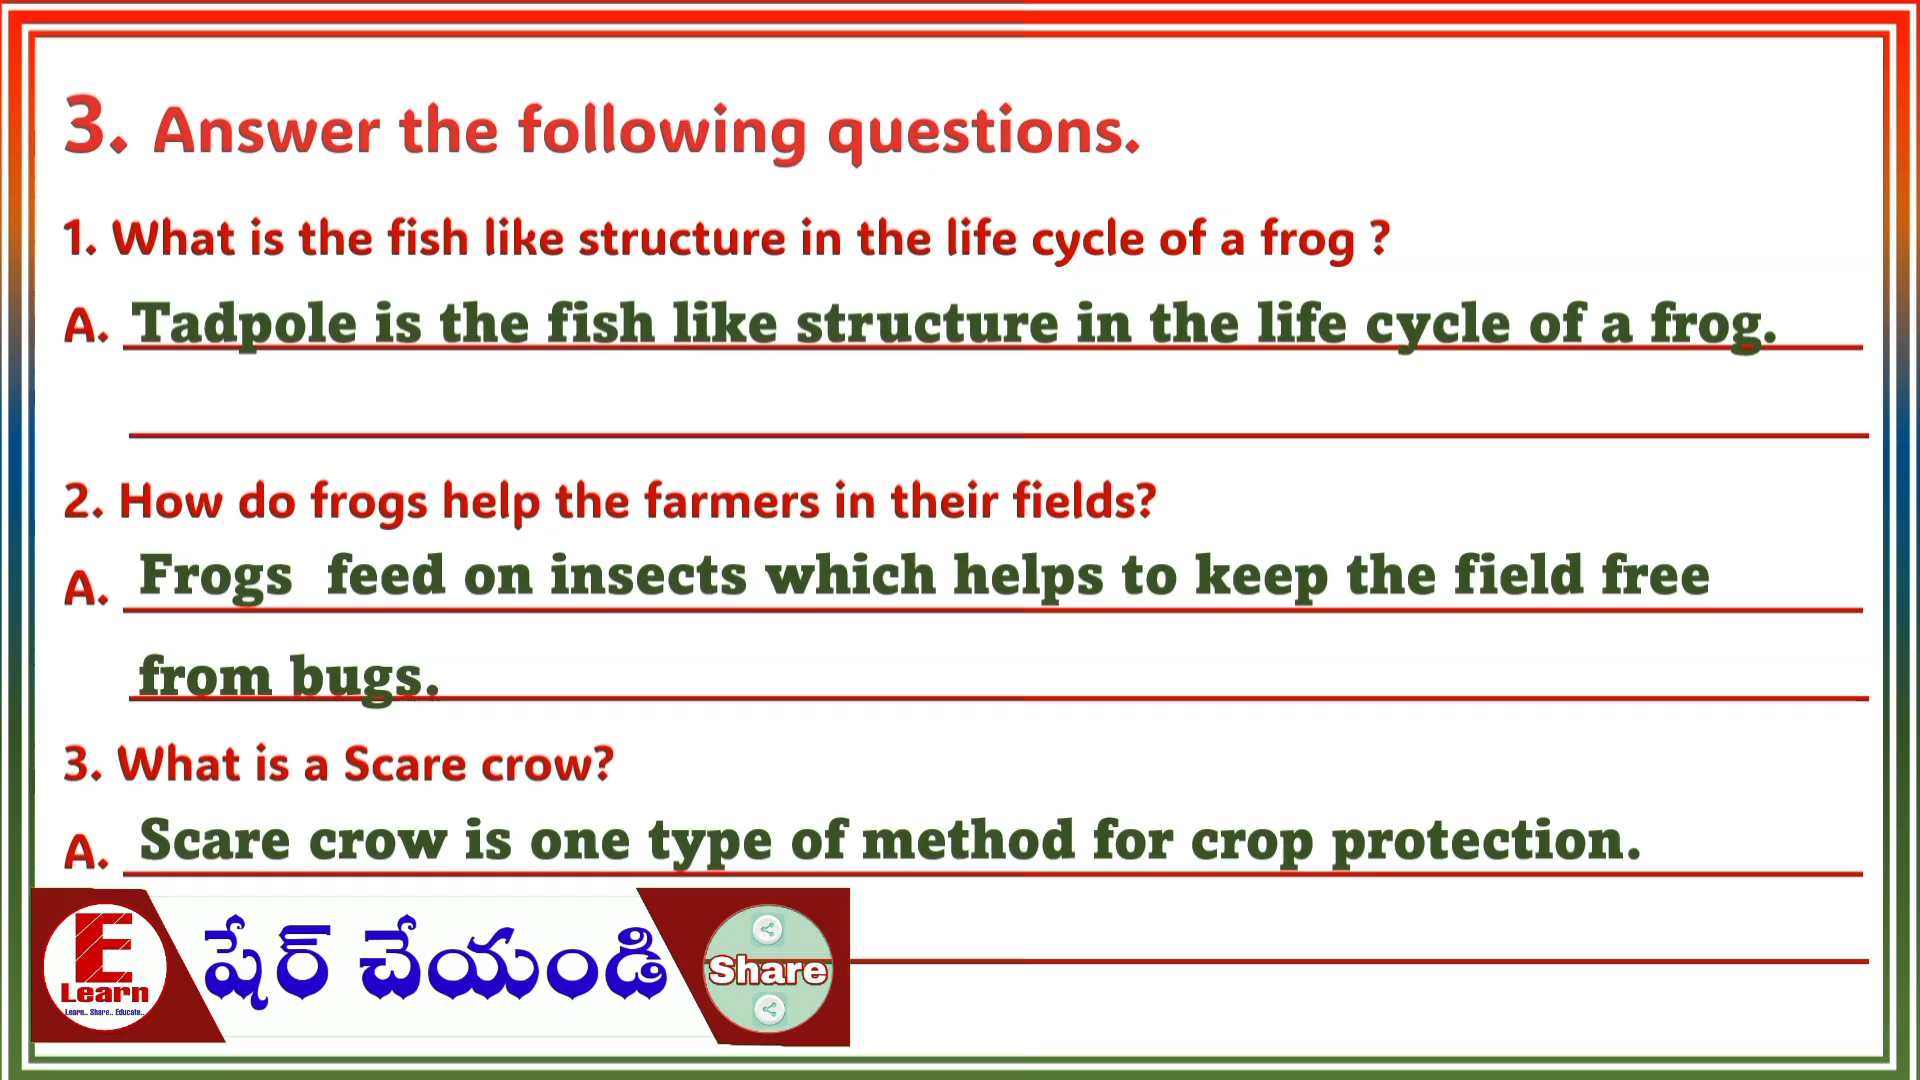 3. Answer the following questions.
1. What is the fish like structure in the life cycle of a frog ?
A. Tadpole is the fish like structure in the life cycle of a frog.
2. How do frogs help the farmers in their fields?
A. Frogs feed on insects which helps to keep the field free
from bugs.
3. What is a Scare crow?
A. Scare crow is one type of method for crop protection.
E
Learn
Learn.. Share.. Educate..
షేర్ చేయండి
Share